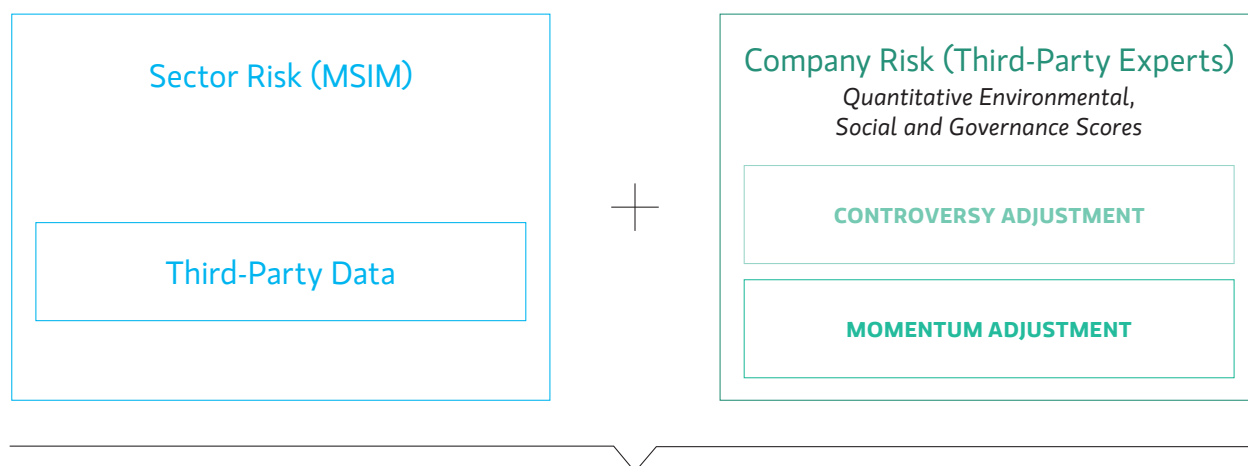 Sector Risk (MSIM)
Third-Party Data
Company Risk (Third-Party Experts)
Quantitative Environmental,
Social and Governance Scores
CONTROVERSY ADJUSTMENT
MOMENTUM ADJUSTMENT